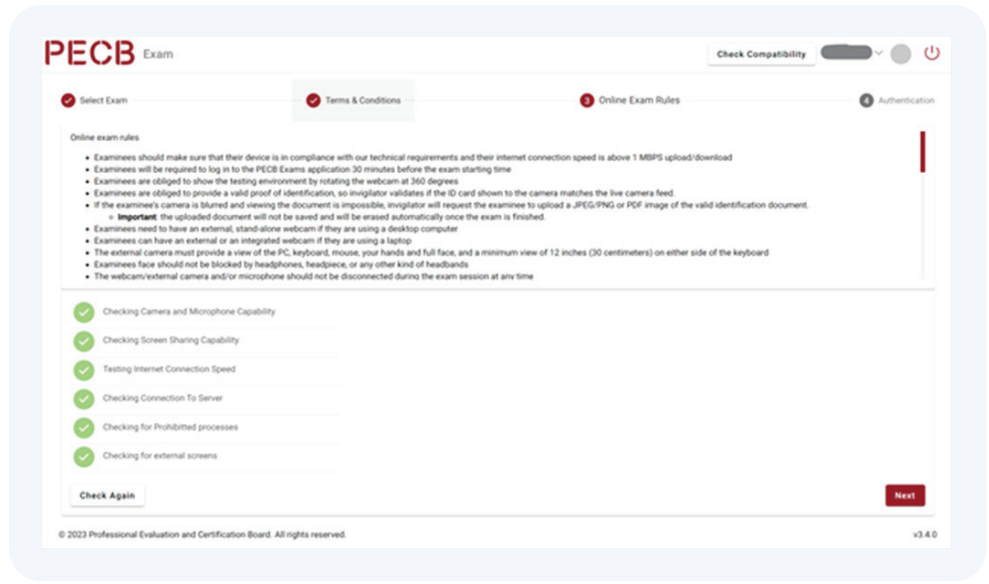 PECB Exam
Check Compatibility
Select Exam
Terms & Conditions
3 Online Exam Rules
4 Authentication
Online exam rules
• Examinees should make sure that their device is in compliance with our technical requirements and their internet connection speed is above 1 MBPS upload/download
• Examinees will be required to log in to the PECB Exams application 30 minutes before the exam starting time
• Examinees are obliged to show the testing environment by rotating the webcam at 360 degrees
• Examinees are obliged to provide a valid proof of identification, so invigilator validates if the ID card shown to the camera matches the live camera feed.
• If the examinee's camera is blurred and viewing the document is impossible, invigilator will request the examinee to upload a JPEG/PNG or PDF image of the valid identification document.
○ Important: the uploaded document will not be saved and will be erased automatically once the exam is finished.
• Examinees need to have an external, stand-alone webcam if they are using a desktop computer
• Examinees can have an external or an integrated webcam if they are using a laptop
• The external camera must provide a view of the PC, keyboard, mouse, your hands and full face, and a minimum view of 12 inches (30 centimeters) on either side of the keyboard
• Examinees face should not be blocked by headphones, headpiece, or any other kind of headbands
• The webcam/external camera and/or microphone should not be disconnected during the exam session at any time
Checking Camera and Microphone Capability
Checking Screen Sharing Capability
Testing Internet Connection Speed
Checking Connection To Server
Checking for Prohibitted processes
Checking for external screens
Check Again
Next
© 2023 Professional Evaluation and Certification Board. All rights reserved.
v3.4.0